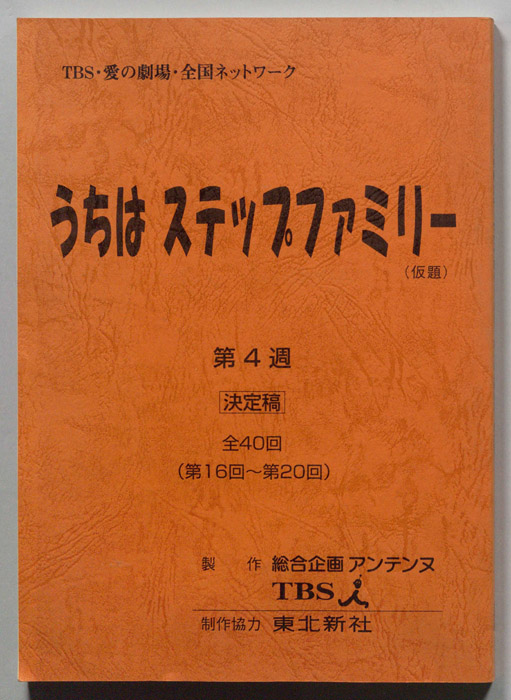 TBS・愛の劇場・全国ネットワーク
うちは ステップファミリー
（仮題）
第4週
決定稿
全40回
（第16回〜第20回）
製 作 総合企画 アンテンヌ
TBS
制作協力 東北新社